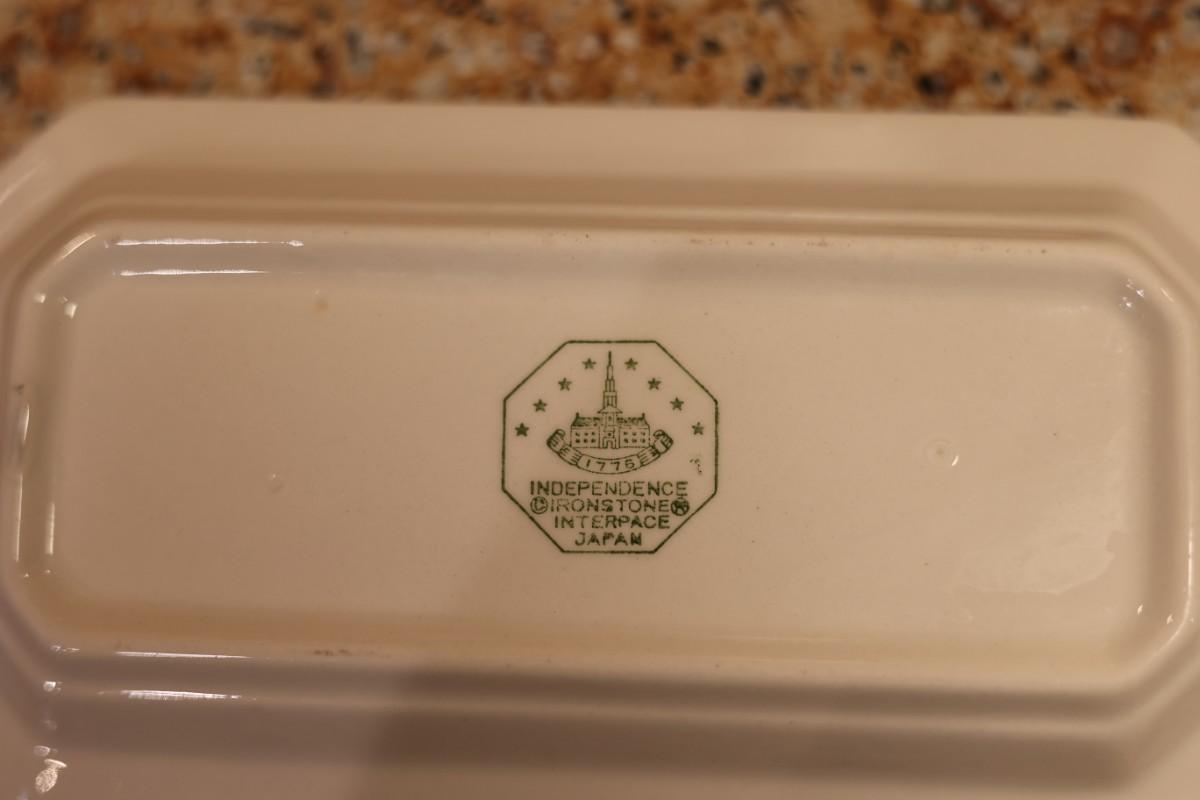 1776
INDEPENDENCE
© IRONSTONE ®
INTERPACE
JAPAN